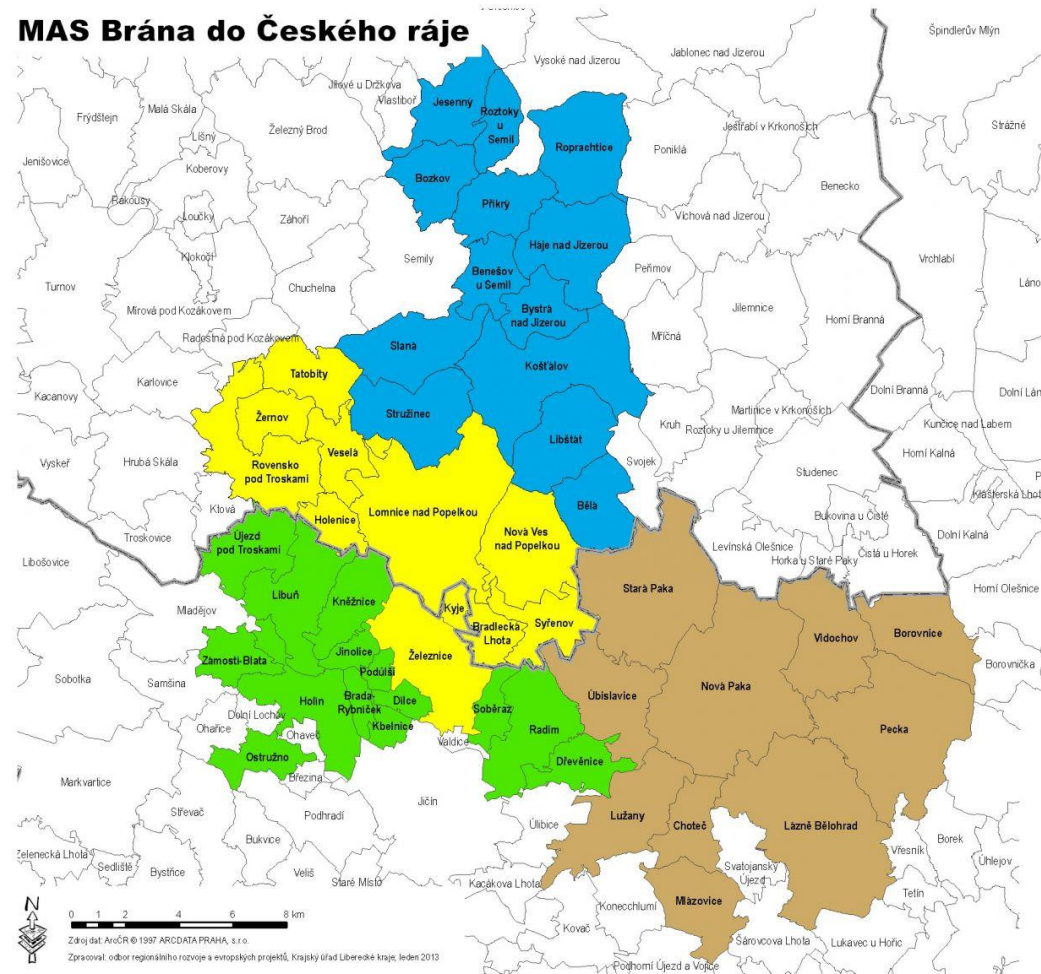 MAS Brána do Českého ráje
Špindlerův Mlýn
Jablonec nad Jizerou
Vysoké nad Jizerou
Jílové u Držkova
Vlastiboř
Jesenný
Roztoky
u
Semil
Malá Skála
Frýdštejn
Železný Brod
Líšný
Jestřabí v Krkonoších
Strážné
Roprachtice
Poniklá
Jenišovice
Koberovy
Bozkov
Benecko
Rakousy
Loučky
Záhoří
Příkrý
Víchová nad Jizerou
Háje nad Jizerou
Vrchlabí
Klokočí
Semily
Peřimov
Benešov
u Semil
Turnov
Chuchelna
Jilemnice
Bystrá
nad Jizerou
Mírová pod Kozákovem
Horní Branná
Radostná pod Kozákovem
Slaná
Mříčná
Košťálov
Tatobity
Karlovice
Kacanovy
Dolní Branná
Stružinec
Martinice v Krkonoších
Žernov
Kruh
Roztoky u Jilemnice
Kunčice nad Labem
Vyskeř
Hrubá Skála
Veselá
Libštát
Horní Kalná
Rovensko
pod Troskami
Svojek
Studenec
Klášterská Lhota
Ktová
Lomnice nad Popelkou
Bělá
Bukovina u Čisté
Holenice
Nová Ves
nad Popelkou
Troskovice
Újezd
pod Troskami
Levínská Olešnice
Čistá u Horek
Dolní Kalná
Horka u Staré Paky
Libošovice
Stará Paka
Horní Olešnice
Libuň
Kněžnice
Mladějov
Kyje
Bradlecká
Lhota
Syřenov
Vidochov
Borovnice
Jinolice
Železnice
Zámostí-Blata
Podůlší
Borovnička
Sobotka
Samšina
Úbislavice
Nová Paka
Holín
Brada-
Rybníček
Dílce
Soběraz
Dolní Lochov
Kbelnice
Radim
Pecka
Ohařice
Ohaveč
Valdice
Ostružno
Dřevěnice
Březina
Markvartice
Jičín
Střevač
Podhradí
Lužany
Choteč
Lázně Bělohrad
Úlibice
Bukvice
Borek
Vřesník
Sedliště
Bystřice
Veliš
Staré Místo
Svatojanský
Újezd
Úhlejov
Kacákova Lhota
Tetín
Konecchlumí
Mlázovice
Kovač
Šárovcova Lhota
Lukavec u Hořic
Podhorní Újezd a Vojice
N
0 1 2 4 6 8 km
Zdroj dat: ArcČR © 1997 ARCDATA PRAHA, s.r.o.
Zpracoval: odbor regionálního rozvoje a evropských projektů, Krajský úřad Liberecké kraje, leden 2013